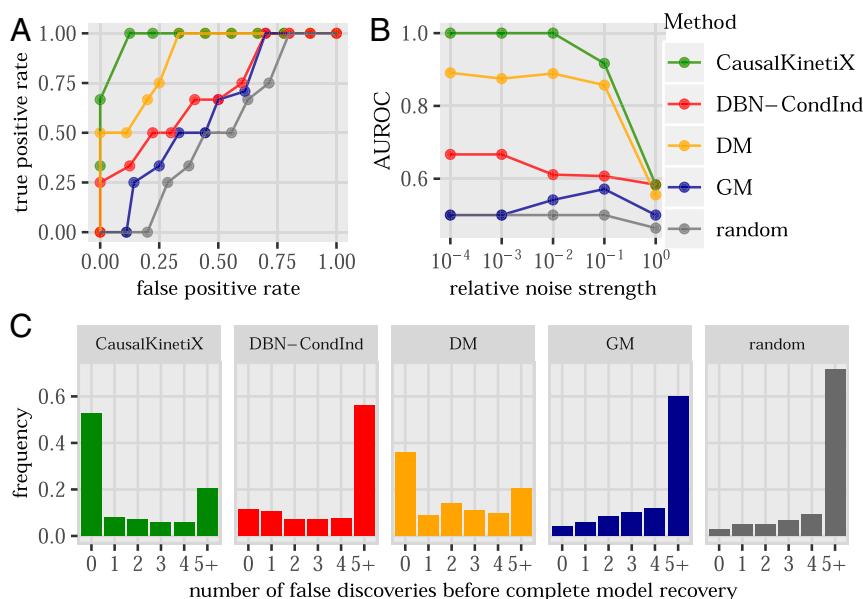 A
true positive rate
1.00
0.75
0.50
0.25
0.00
0.00 0.25 0.50 0.75 1.00
false positive rate
B
AUROC
1.0
0.8
0.6
10⁻⁴ 10⁻³ 10⁻² 10⁻¹ 10⁰
relative noise strength
Method
CausalKinetiX
DBN−CondInd
DM
GM
random
C
CausalKinetiX DBN−CondInd DM GM random
frequency
0.6
0.4
0.2
0.0
0 1 2 3 4 5+ 0 1 2 3 4 5+ 0 1 2 3 4 5+ 0 1 2 3 4 5+ 0 1 2 3 4 5+
number of false discoveries before complete model recovery